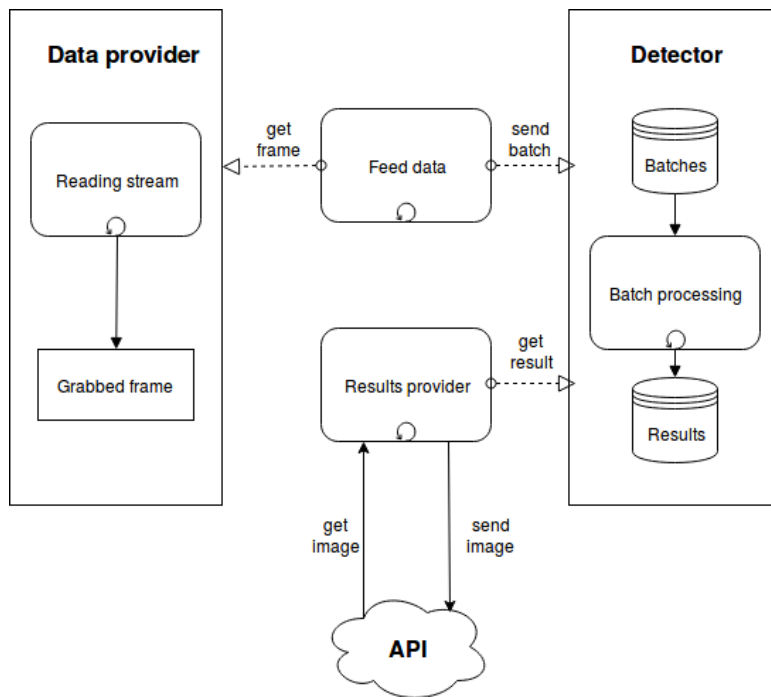 Data provider
Detector
get
frame
send
batch
Reading stream
Feed data
Batches
Batch processing
get
result
Grabbed frame
Results provider
Results
get
image
send
image
API